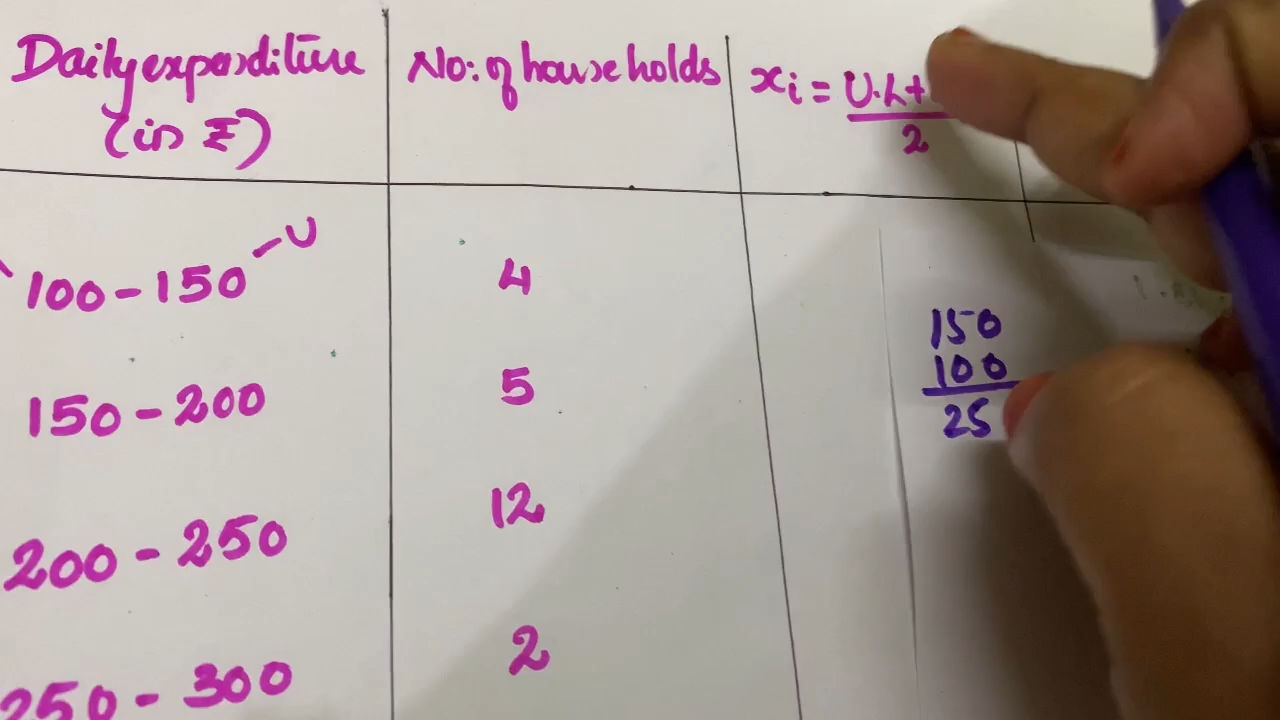 Daily expenditure No: of households xi = U.L+
(in ₹) 2
100-150 - U 4
150
100
150-200 5 25
200-250 12
250-300 2